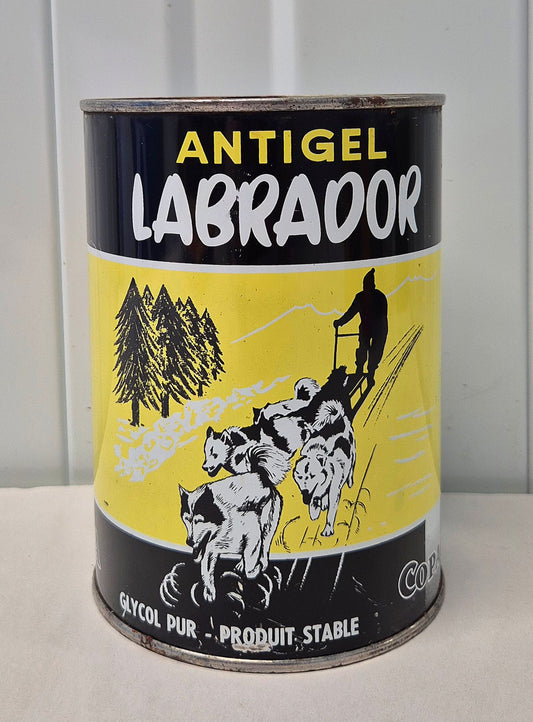 ANTIGEL
LABRADOR
GLYCOL PUR - PRODUIT STABLE